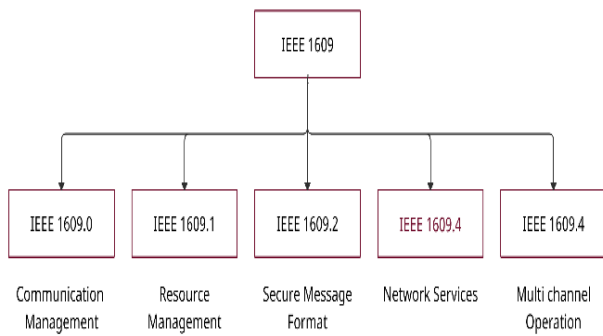 IEEE 1609
IEEE 1609.0
IEEE 1609.1
IEEE 1609.2
IEEE 1609.4
IEEE 1609.4
Communication
Management
Resource
Management
Secure Message
Format
Network Services
Multi channel
Operation